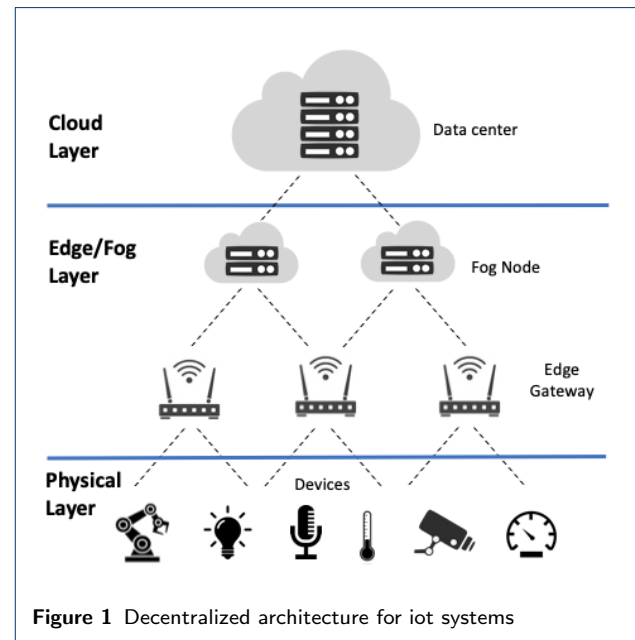 Cloud
Layer
Data center
Edge/Fog
Layer
Fog Node
Edge
Gateway
Physical
Layer
Devices
Figure 1 Decentralized architecture for iot systems